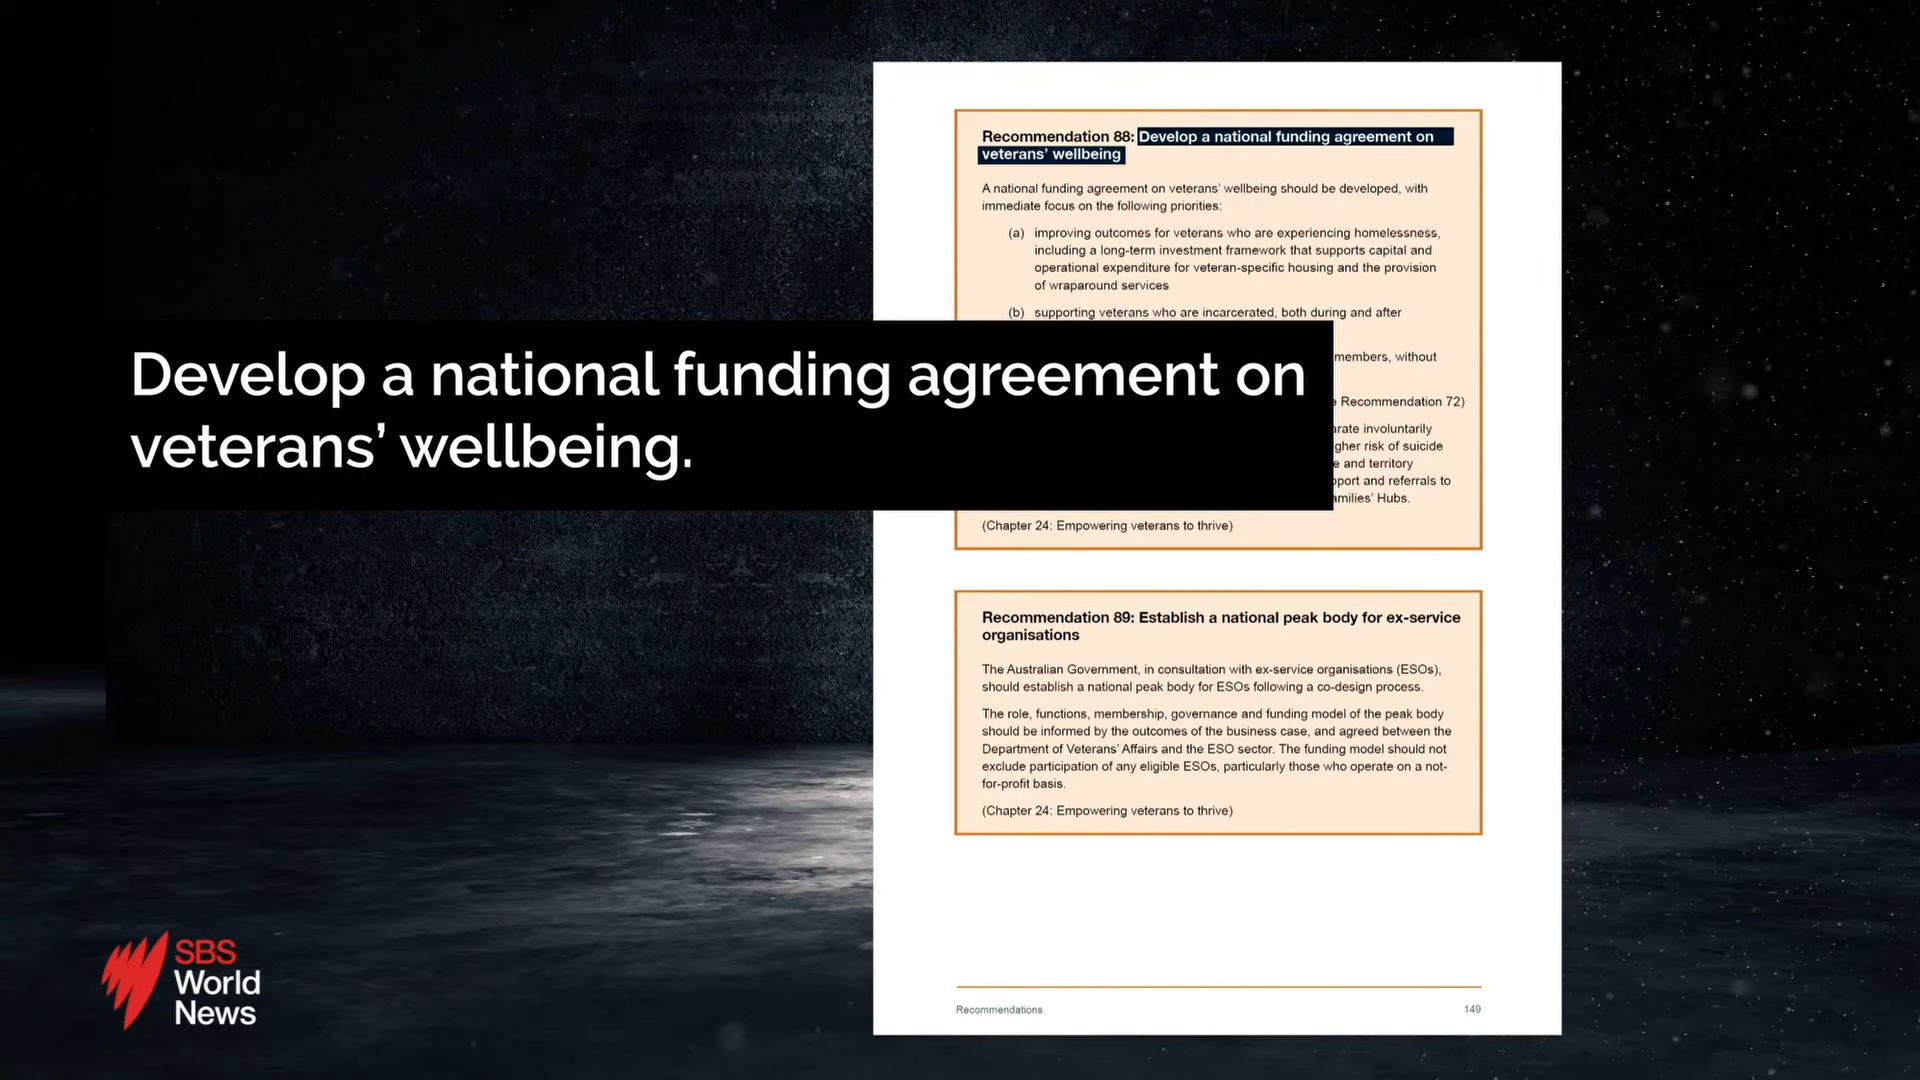 Recommendation 88: Develop a national funding agreement on
veterans' wellbeing
A national funding agreement on veterans' wellbeing should be developed, with
immediate focus on the following priorities:
(a) improving outcomes for veterans who are experiencing homelessness,
including a long-term investment framework that supports capital and
operational expenditure for veteran-specific housing and the provision
of wraparound services
(b) supporting veterans who are incarcerated, both during and after
Develop a national funding agreement on
veterans’ wellbeing.
members, without
Recommendation 72)
involuntarily
risk of suicide
and territory
and referrals to
Hubs.
(Chapter 24: Empowering veterans to thrive)
Recommendation 89: Establish a national peak body for ex-service
organisations
The Australian Government, in consultation with ex-service organisations (ESOs),
should establish a national peak body for ESOs following a co-design process.
The role, functions, membership, governance and funding model of the peak body
should be informed by the outcomes of the business case, and agreed between the
Department of Veterans' Affairs and the ESO sector. The funding model should not
exclude participation of any eligible ESOs, particularly those who operate on a not-
for-profit basis.
(Chapter 24: Empowering veterans to thrive)
Recommendations 149
SBS
World
News